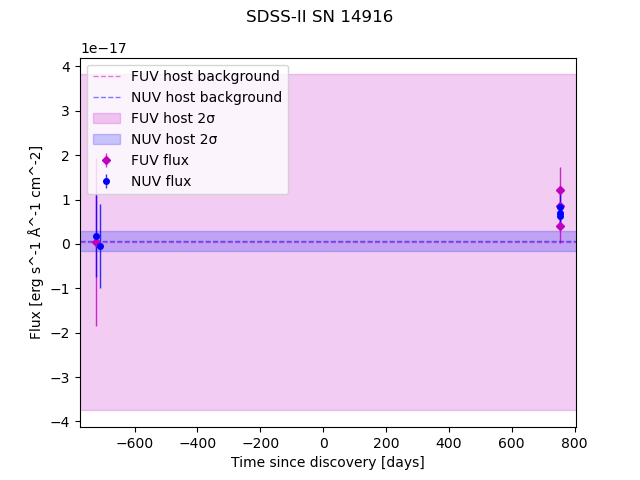 SDSS-II SN 14916
1e−17
4
3
2
1
0
−1
−2
−3
−4
Flux [erg s^-1 Å^-1 cm^-2]
FUV host background
NUV host background
FUV host 2σ
NUV host 2σ
FUV flux
NUV flux
−600 −400 −200 0 200 400 600 800
Time since discovery [days]